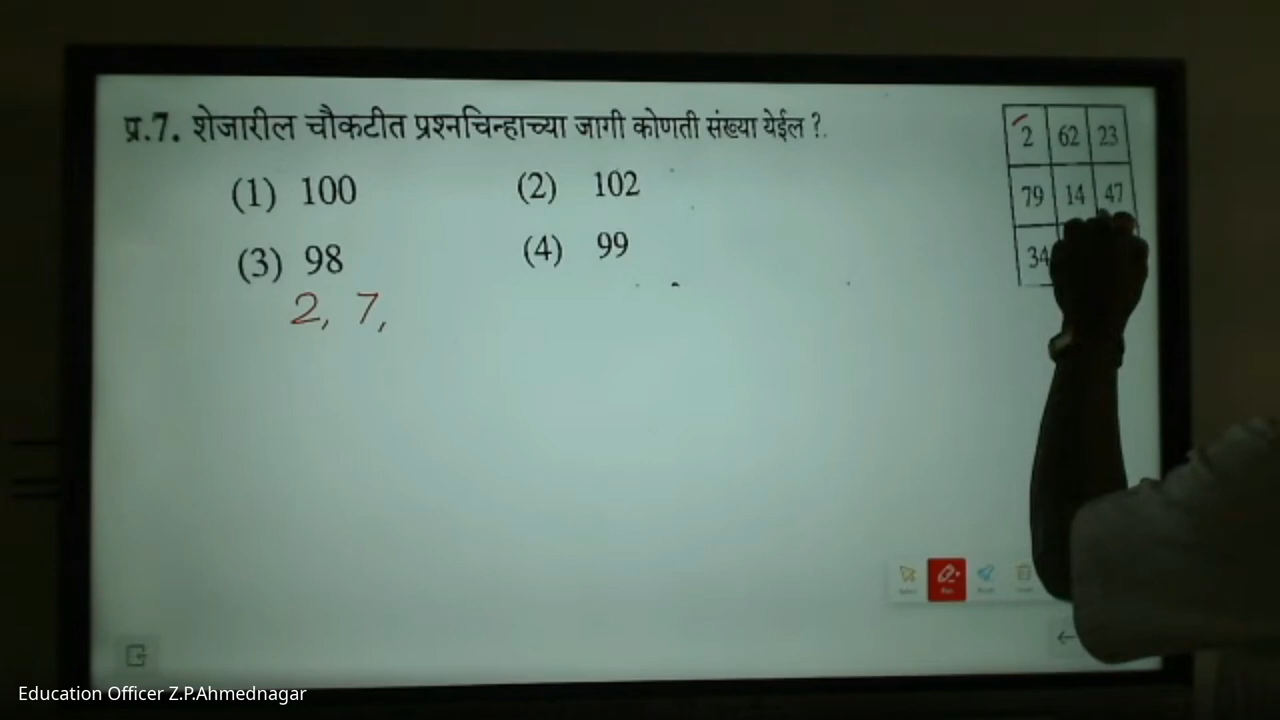 प्र.7. शेजारील चौकटीत प्रश्नचिन्हाच्या जागी कोणती संख्या येईल ?.
(1) 100 (2) 102
(3) 98 (4) 99
2, 7,
2 62 23
79 14 47
34
Education Officer Z.P.Ahmednagar